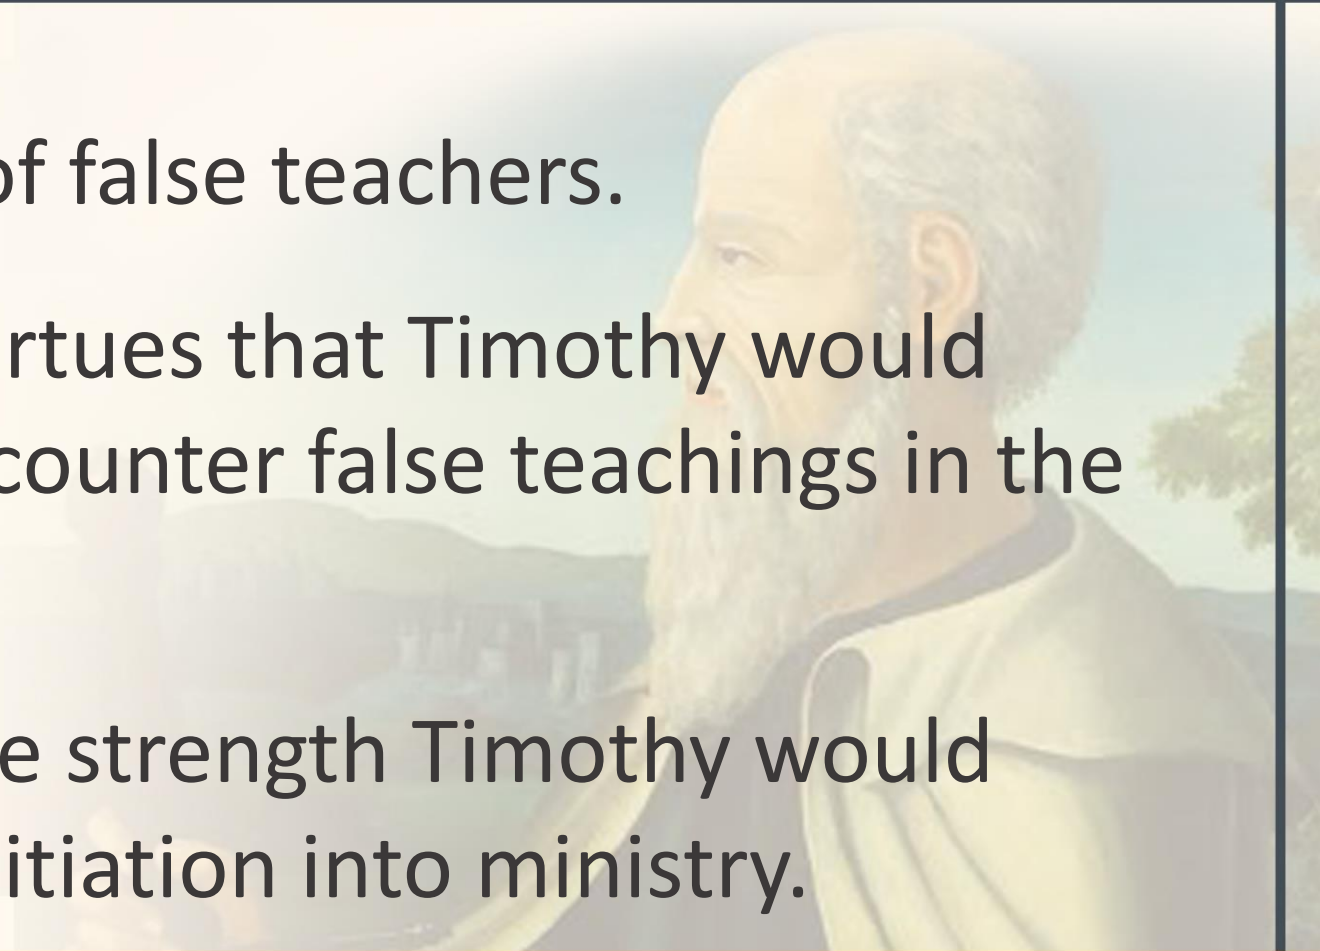 of false teachers.
rtues that Timothy would
counter false teachings in the
e strength Timothy would
itiation into ministry.